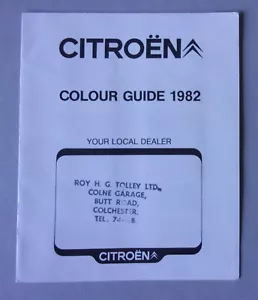 CITROËN
COLOUR GUIDE 1982
YOUR LOCAL DEALER
ROY H. G. TOLLEY LTD.,
COLNE GARAGE,
BUTT ROAD,
COLCHESTER.
TEL.
CITROËN